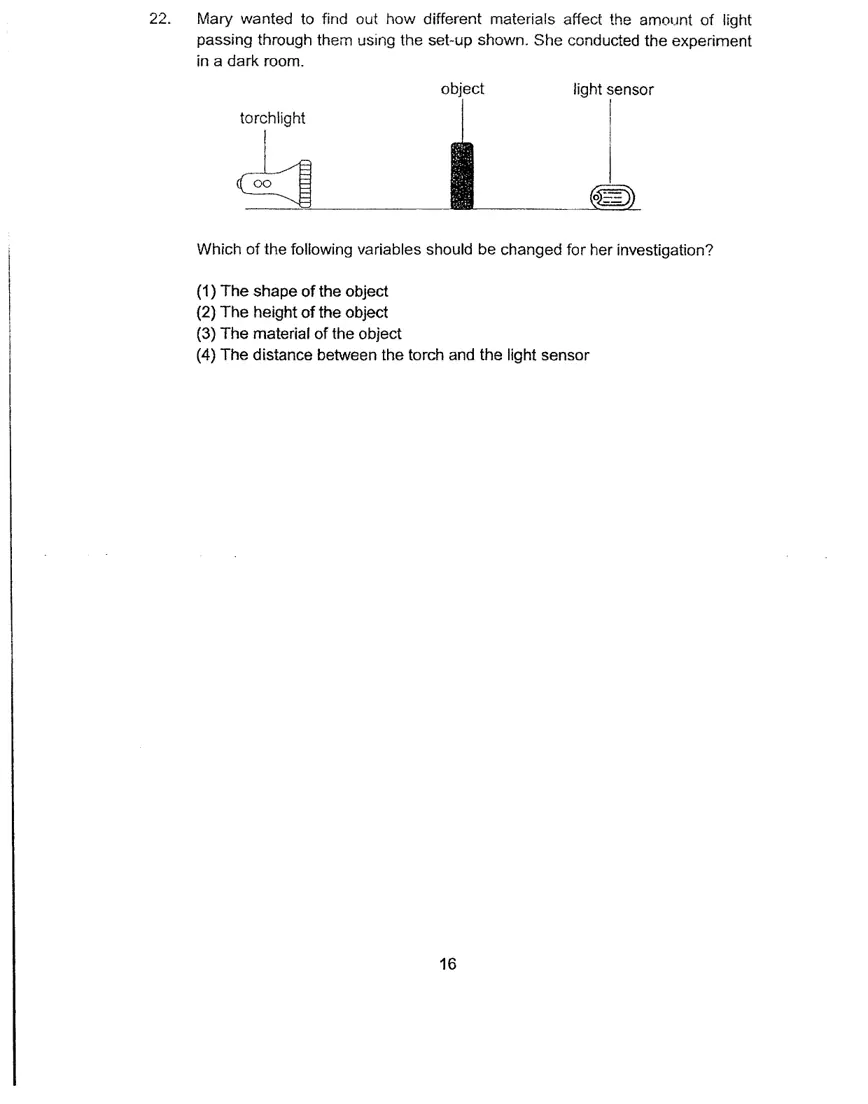 22. Mary wanted to find out how different materials affect the amount of light
passing through them using the set-up shown. She conducted the experiment
in a dark room.
object light sensor
torchlight
Which of the following variables should be changed for her investigation?
(1) The shape of the object
(2) The height of the object
(3) The material of the object
(4) The distance between the torch and the light sensor
16